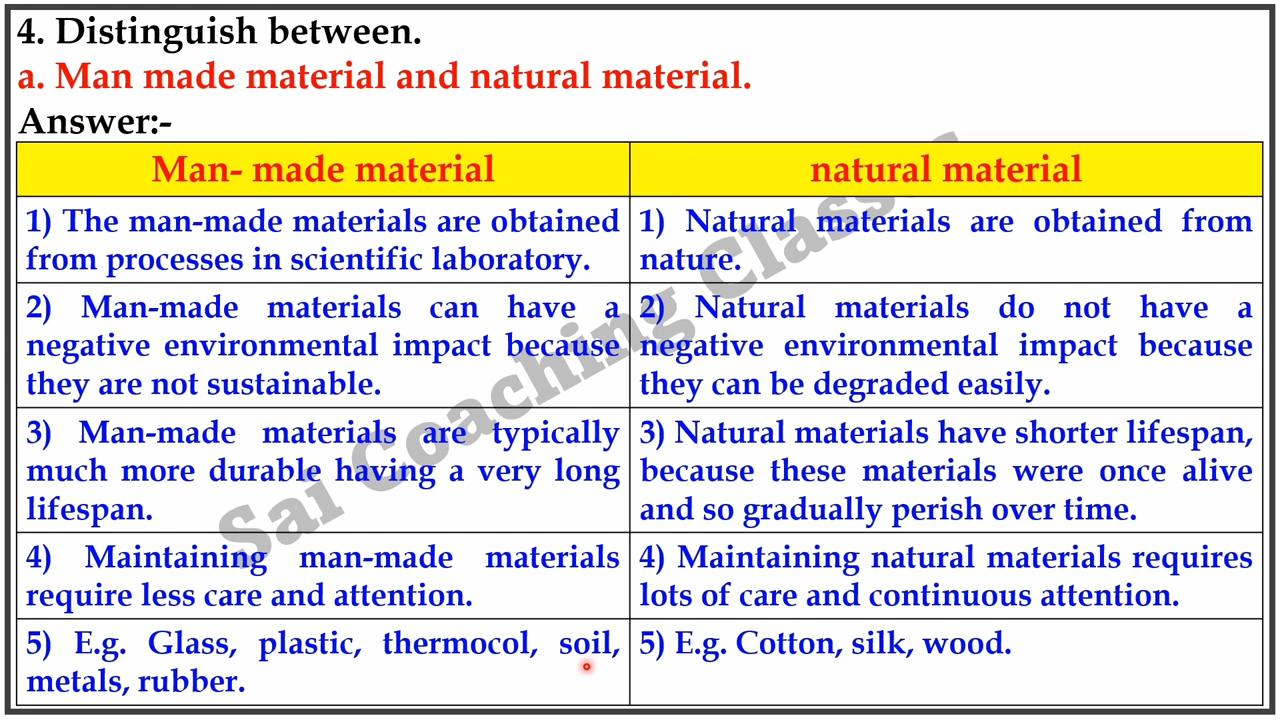 4. Distinguish between.
a. Man made material and natural material.
Answer:-
Man- made material
natural material
1) The man-made materials are obtained
from processes in scientific laboratory.
1) Natural materials are obtained from
nature.
2) Man-made materials can have a
negative environmental impact because
they are not sustainable.
2) Natural materials do not have a
negative environmental impact because
they can be degraded easily.
3) Man-made materials are typically
much more durable having a very long
lifespan.
3) Natural materials have shorter lifespan,
because these materials were once alive
and so gradually perish over time.
4) Maintaining man-made materials
require less care and attention.
4) Maintaining natural materials requires
lots of care and continuous attention.
5) E.g. Glass, plastic, thermocol, soil,
metals, rubber.
5) E.g. Cotton, silk, wood.
Sai Coaching Classes